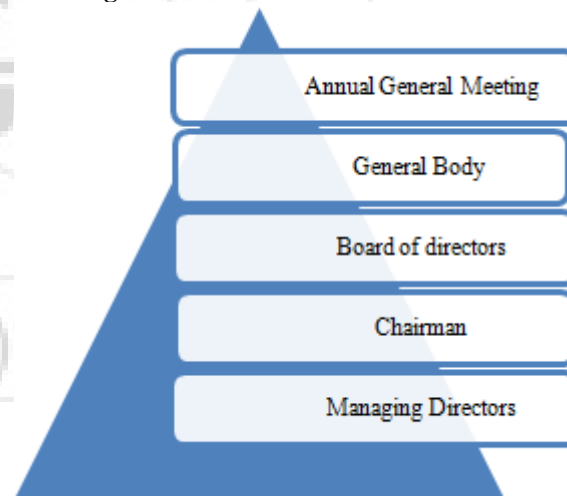 Annual General Meeting
General Body
Board of directors
Chairman
Managing Directors